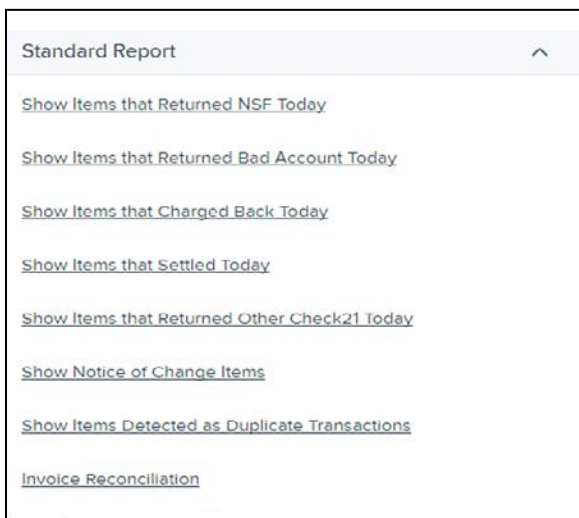 Standard Report
Show Items that Returned NSF Today
Show Items that Returned Bad Account Today
Show Items that Charged Back Today
Show Items that Settled Today
Show Items that Returned Other Check21 Today
Show Notice of Change Items
Show Items Detected as Duplicate Transactions
Invoice Reconciliation